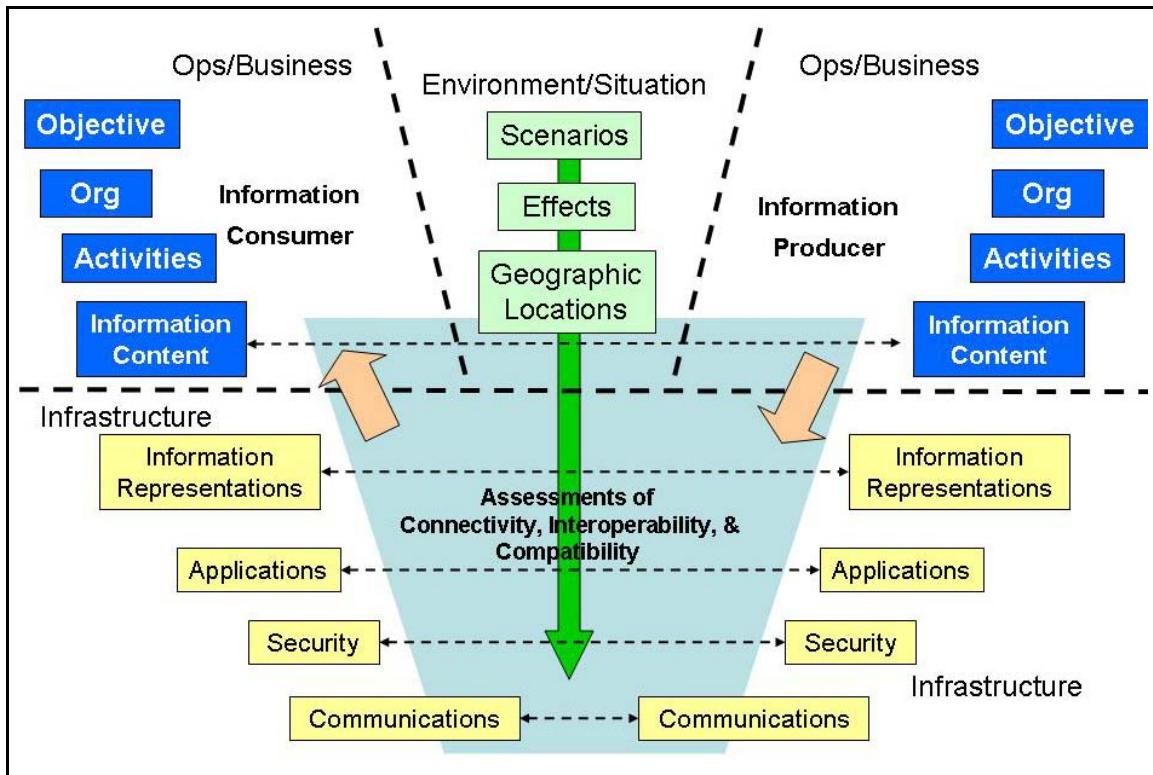 Ops/Business
Environment/Situation
Ops/Business
Objective
Scenarios
Objective
Org
Information
Consumer
Effects
Information
Producer
Org
Activities
Geographic
Locations
Activities
Information
Content
Information
Content
Infrastructure
Information
Representations
Information
Representations
Assessments of
Connectivity, Interoperability, &
Compatibility
Applications
Applications
Security
Security
Infrastructure
Communications
Communications